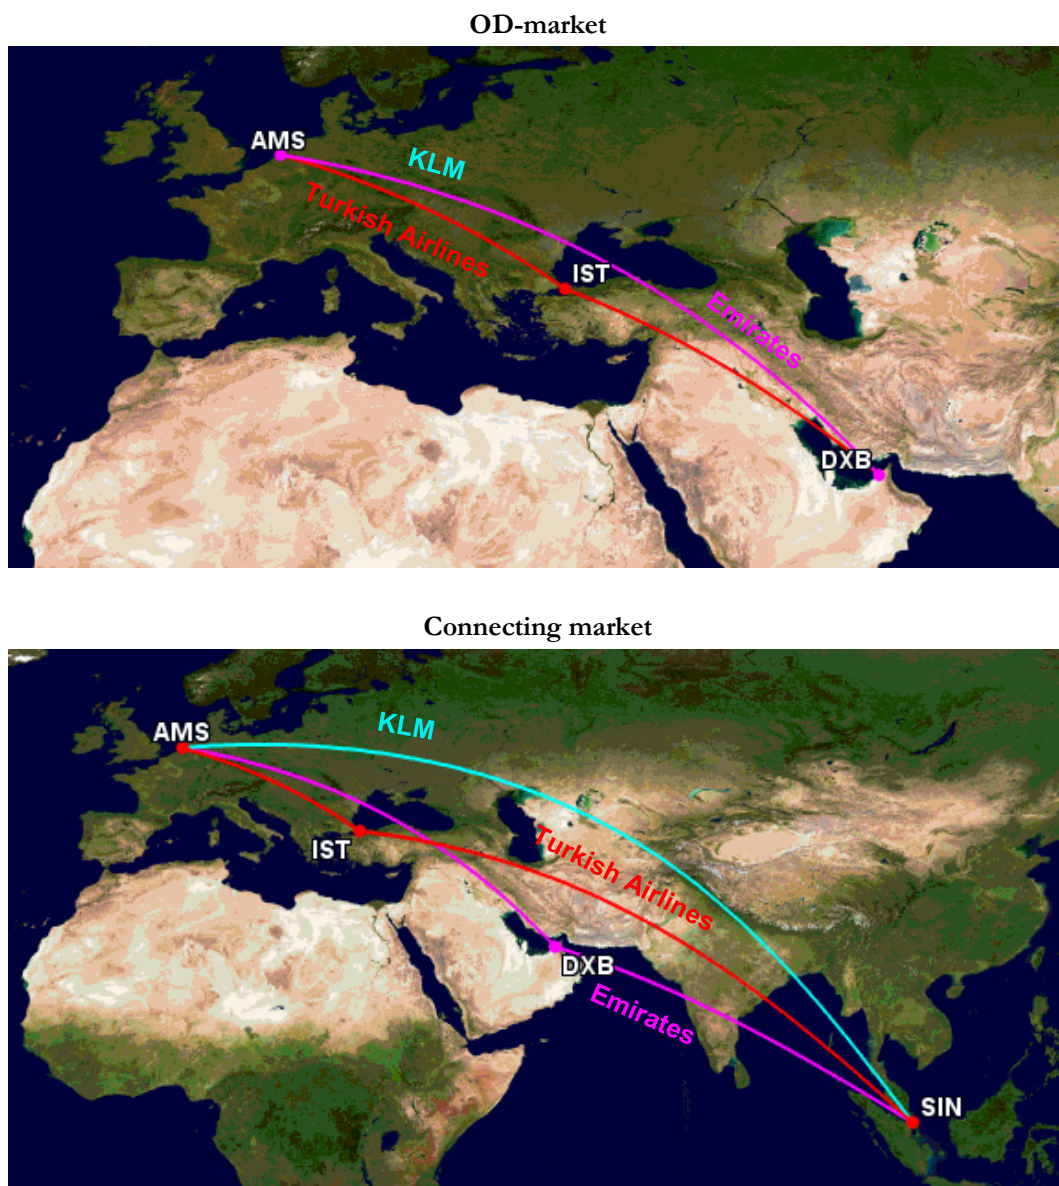 OD-market
AMS
KLM
Turkish Airlines
IST
Emirates
DXB
Connecting market
AMS
KLM
IST
Turkish Airlines
DXB
Emirates
SIN